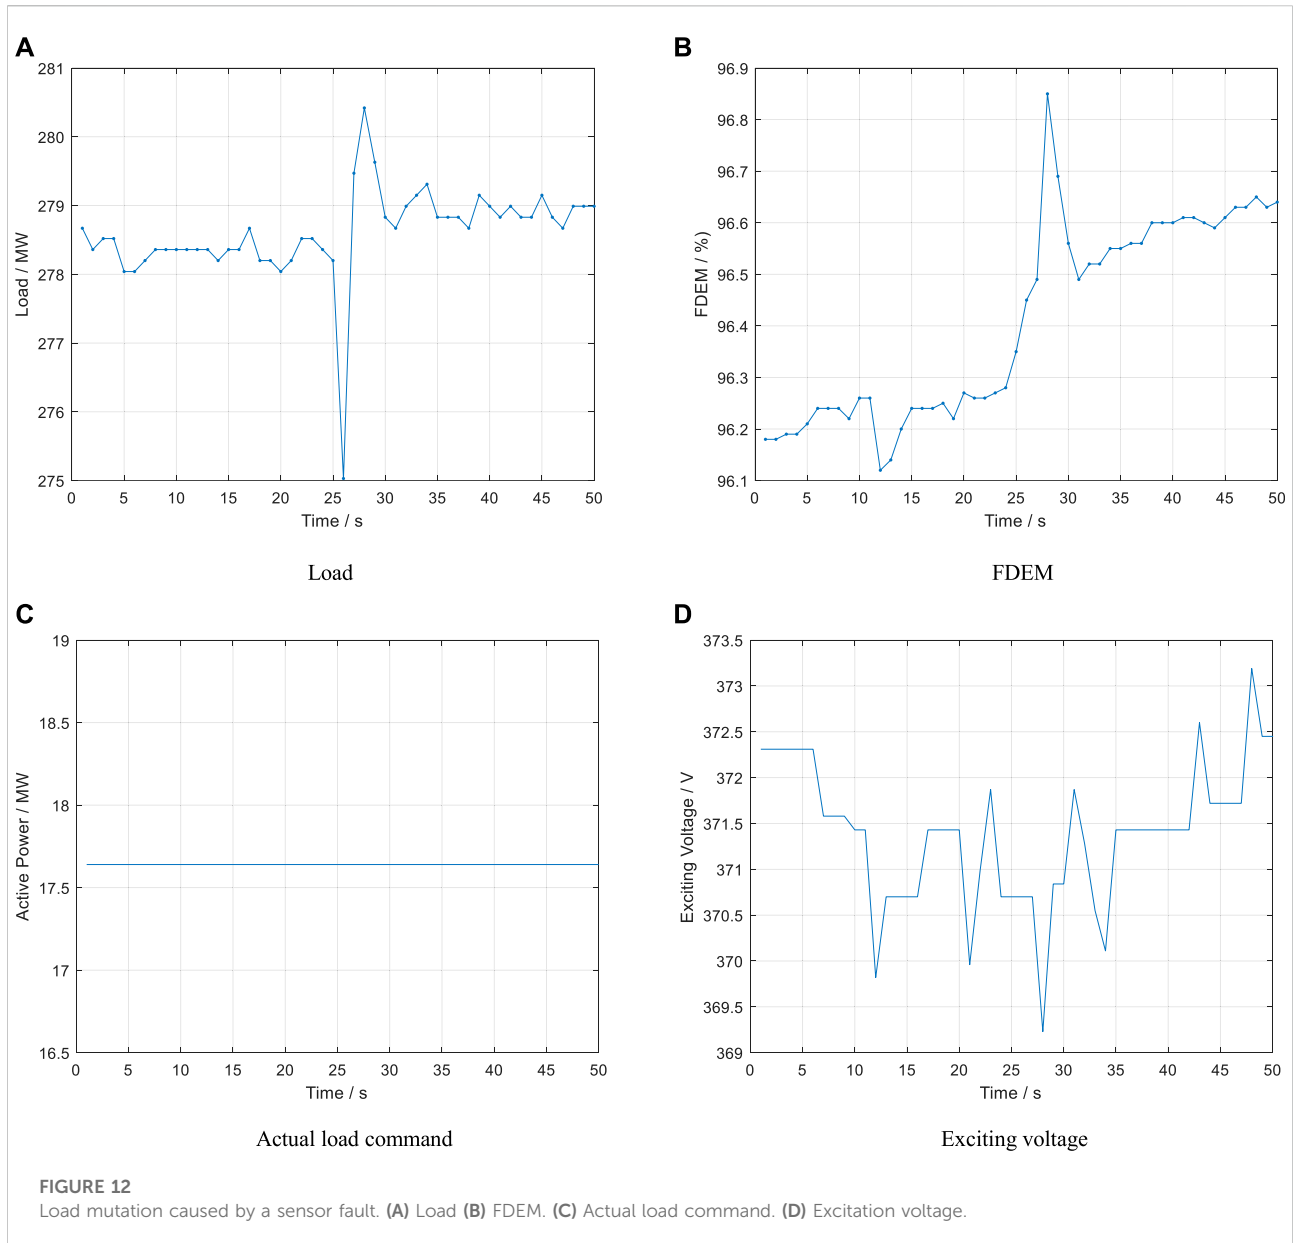 A
281
280
279
278
277
276
275
Load / MW
0 5 10 15 20 25 30 35 40 45 50
Time / s
Load
B
96.9
96.8
96.7
96.6
96.5
96.4
96.3
96.2
96.1
FDEM / %)
0 5 10 15 20 25 30 35 40 45 50
Time / s
FDEM
C
19
18.5
18
17.5
17
16.5
Active Power / MW
0 5 10 15 20 25 30 35 40 45 50
Time / s
Actual load command
D
373.5
373
372.5
372
371.5
371
370.5
370
369.5
369
Exciting Voltage / V
0 5 10 15 20 25 30 35 40 45 50
Time / s
Exciting voltage
FIGURE 12
Load mutation caused by a sensor fault. (A) Load (B) FDEM. (C) Actual load command. (D) Excitation voltage.